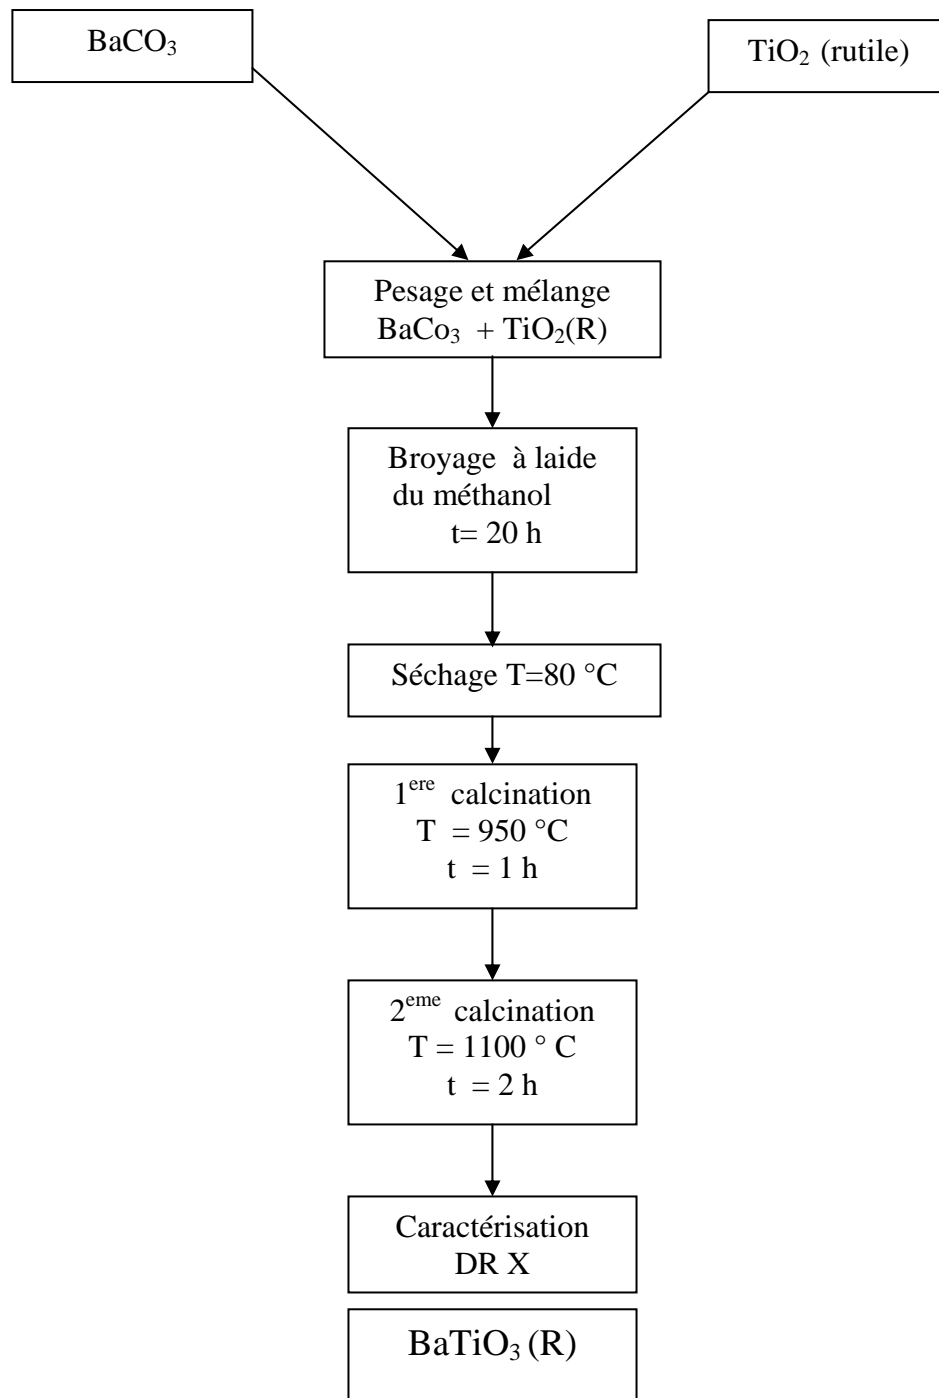 BaCO₃
TiO₂ (rutile)
Pesage et mélange
BaCo₃ + TiO₂(R)
Broyage à laide
du méthanol
t= 20 h
Séchage T=80 °C
1ᵉʳᵉ calcination
T = 950 °C
t = 1 h
2ᵉᵐᵉ calcination
T = 1100 ° C
t = 2 h
Caractérisation
DR X
BaTiO₃ (R)